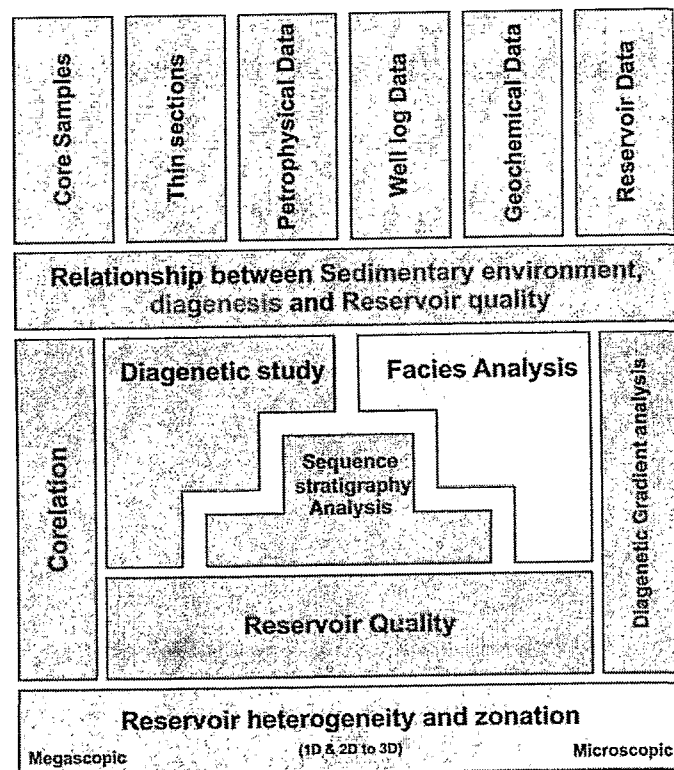 Core Samples
Thin sections
Petrophysical Data
Well log Data
Geochemical Data
Reservoir Data
Relationship between Sedimentary environment,
diagenesis and Reservoir quality
Corelation
Diagenetic study
Facies Analysis
Sequence
stratigraphy
Analysis
Diagenetic Gradient analysis
Reservoir Quality
Reservoir heterogeneity and zonation
Megascopic
(1D & 2D to 3D)
Microscopic